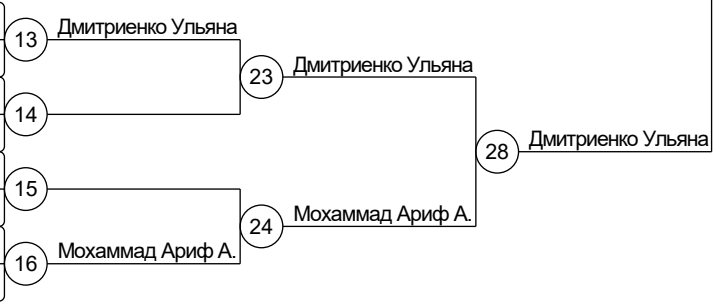 13 Дмитриенко Ульяна
23 Дмитриенко Ульяна
14
28 Дмитриенко Ульяна
15
24 Мохаммад Ариф А.
16 Мохаммад Ариф А.